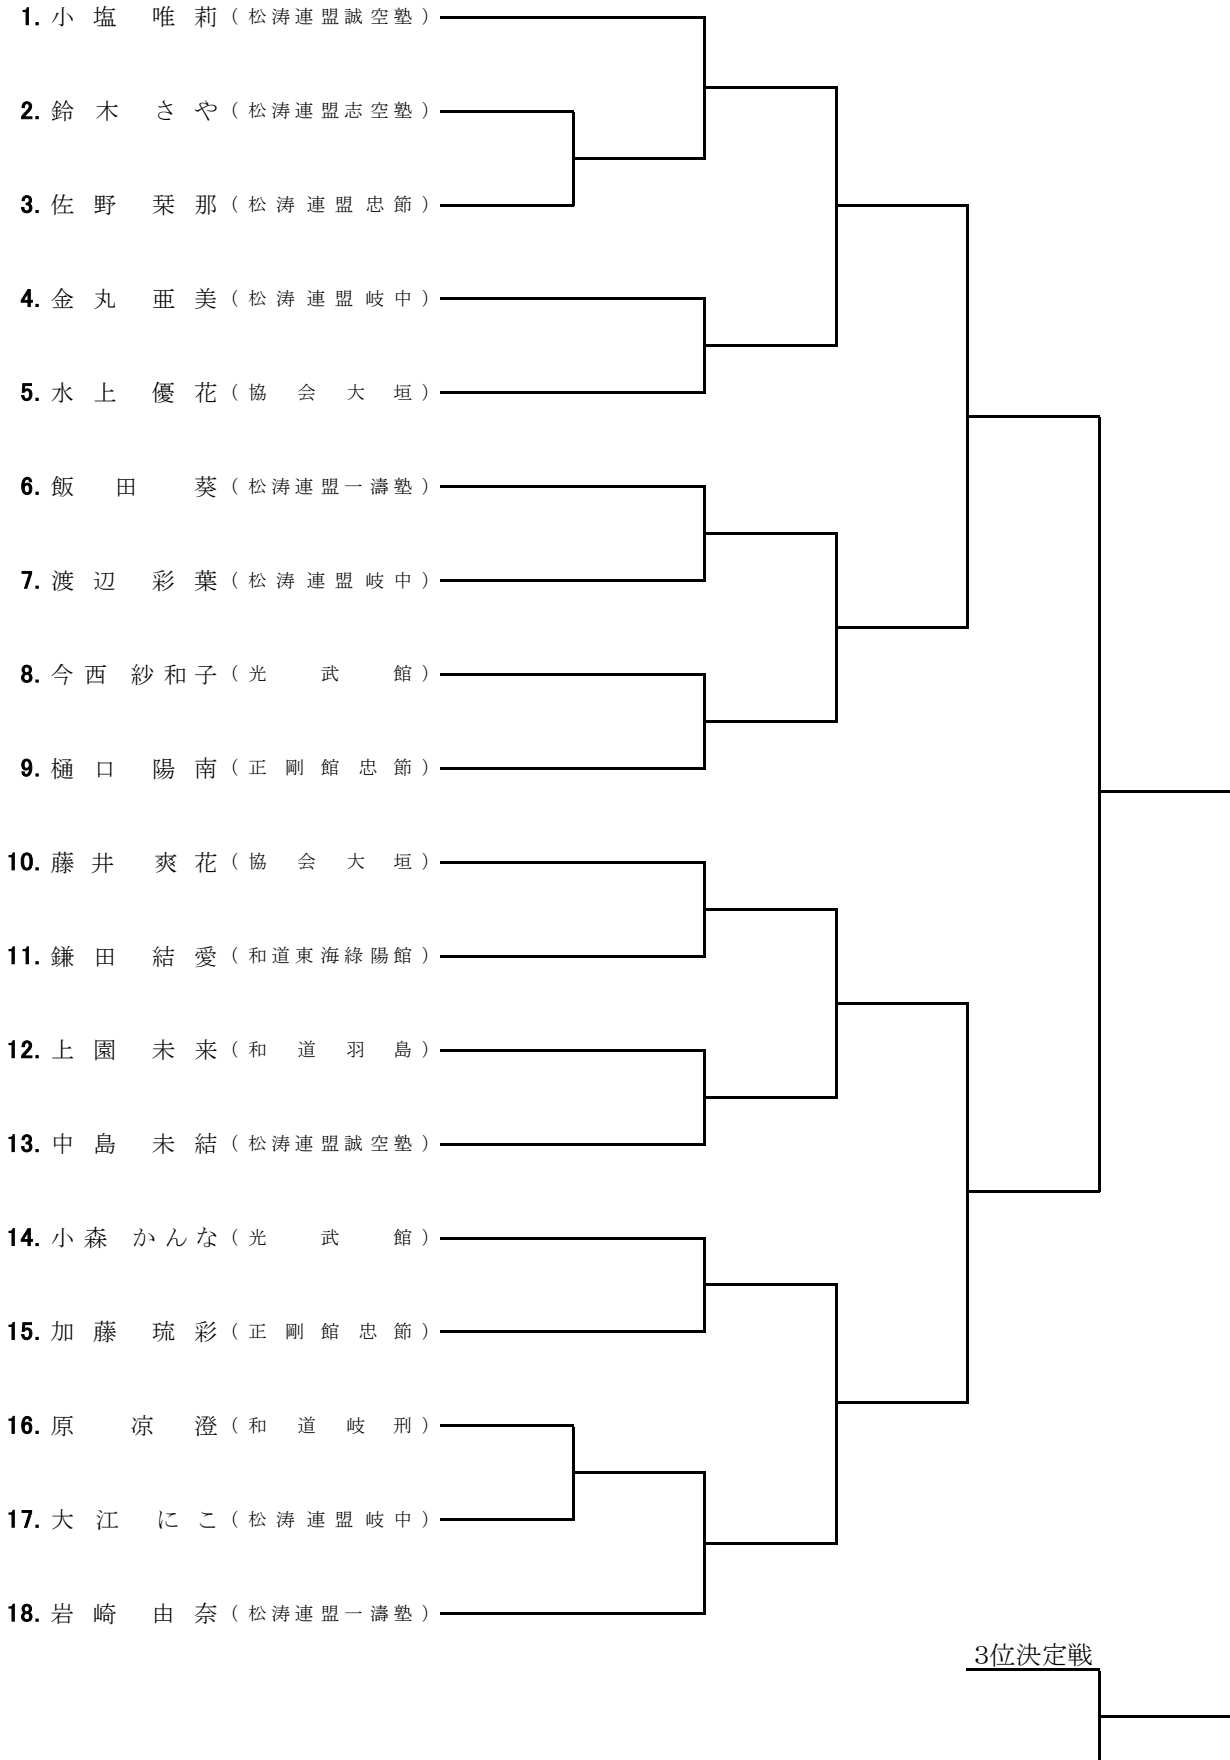 1. 小塩 唯莉 (松涛連盟誠空塾)
2. 鈴木 さや (松涛連盟志空塾)
3. 佐野 栞那 (松涛連盟忠節)
4. 金丸 亜美 (松涛連盟岐中)
5. 水上 優花 (協会大垣)
6. 飯田 葵 (松涛連盟一濤塾)
7. 渡辺 彩葉 (松涛連盟岐中)
8. 今西 紗和子 (光武館)
9. 樋口 陽南 (正剛館忠節)
10. 藤井 爽花 (協会大垣)
11. 鎌田 結愛 (和道東海緑陽館)
12. 上園 未来 (和道羽島)
13. 中島 未結 (松涛連盟誠空塾)
14. 小森 かんな (光武館)
15. 加藤 琉彩 (正剛館忠節)
16. 原 凉澄 (和道岐刑)
17. 大江 にこ (松涛連盟岐中)
18. 岩崎 由奈 (松涛連盟一濤塾)
3位決定戦